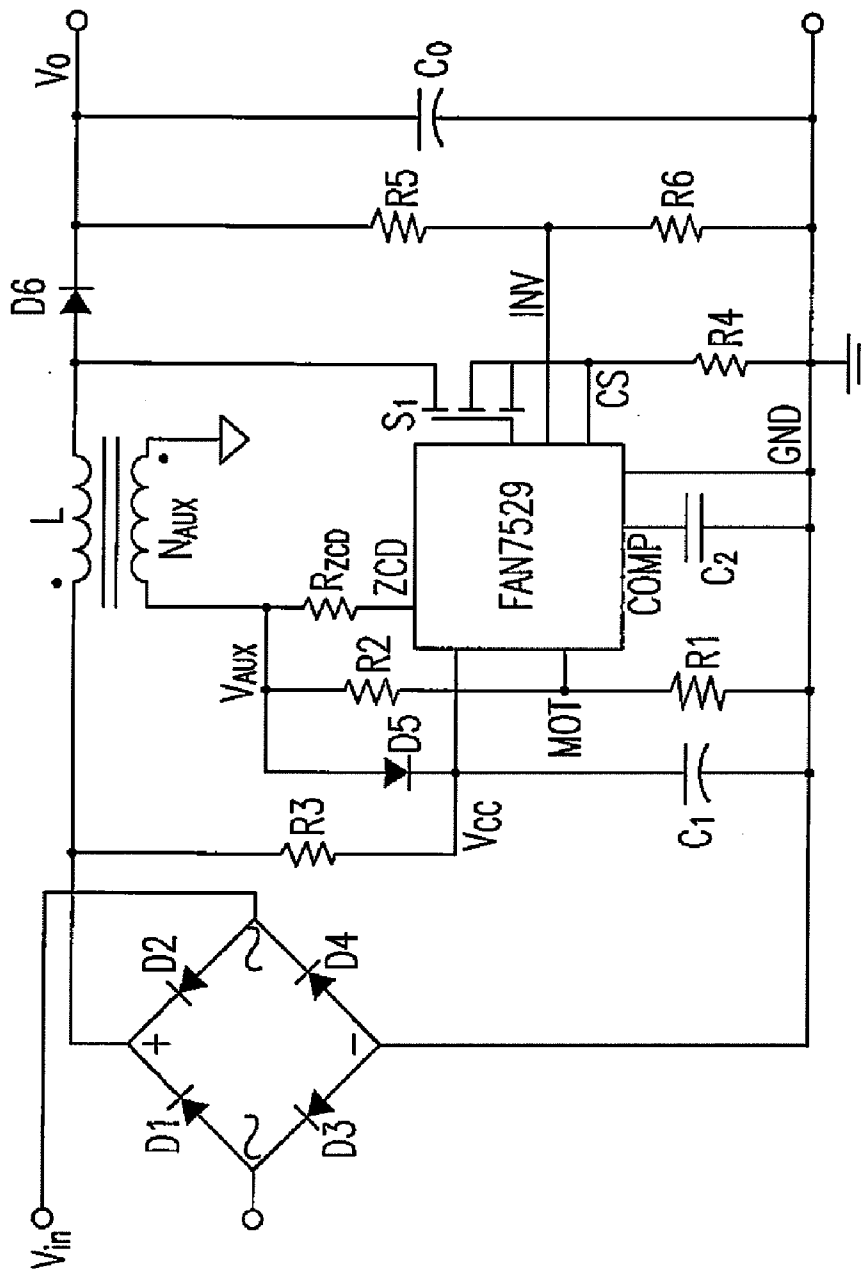 Vin
D1
D2
D3
D4
+
-
R3
VAUX
D5
R2
RZCD
ZCD
L
NAUX
VCC
MOT
FAN7529
COMP
C1
R1
C2
GND
S1
CS
INV
R4
D6
R5
R6
Vo
Co